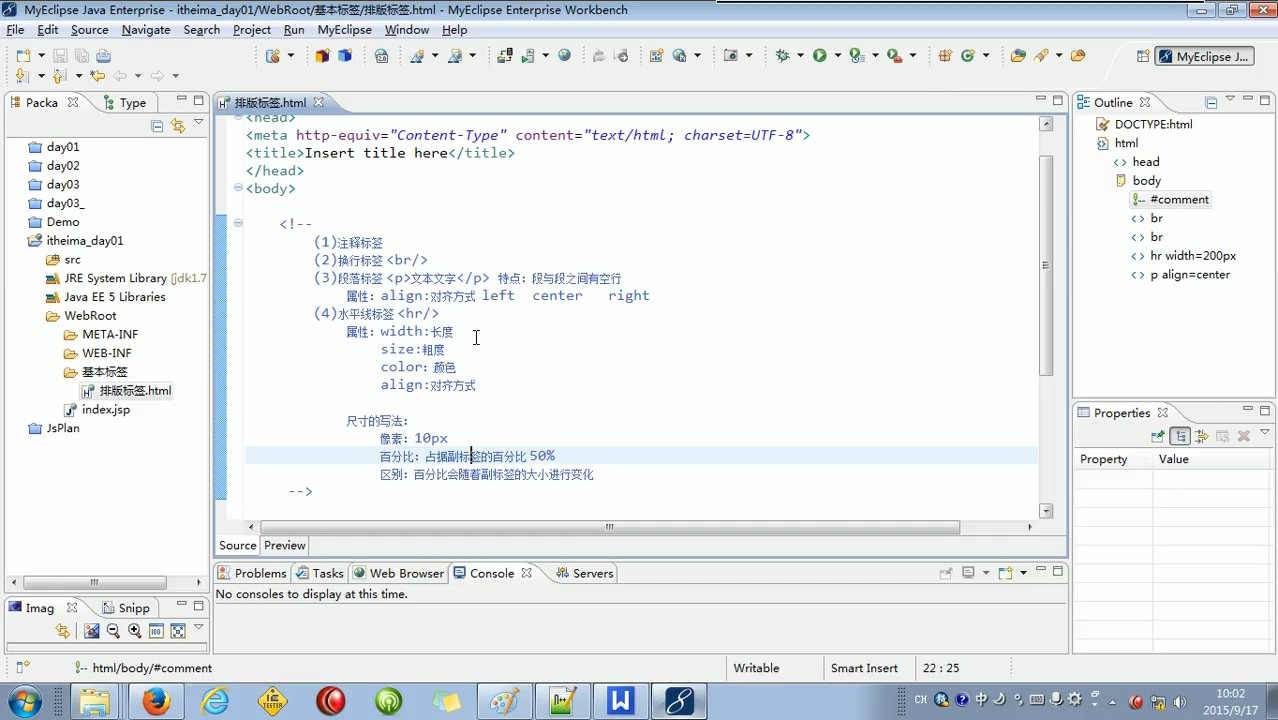 MyEclipse Java Enterprise - itheima_day01/WebRoot/基本标签/排版标签.html - MyEclipse Enterprise Workbench
File Edit Source Navigate Search Project Run MyEclipse Window Help
MyEclipse J...
Packa Type
day01
day02
day03
day03_
Demo
itheima_day01
src
JRE System Library [jdk1.7
Java EE 5 Libraries
WebRoot
META-INF
WEB-INF
基本标签
排版标签.html
index.jsp
JsPlan
Imag Snipp
排版标签.html
<head>
<meta http-equiv="Content-Type" content="text/html; charset=UTF-8">
<title>Insert title here</title>
</head>
<body>
<!--
(1)注释标签
(2)换行标签 <br/>
(3)段落标签 <p>文本文字</p> 特点：段与段之间有空行
属性：align:对齐方式 left center right
(4)水平线标签 <hr/>
属性：width:长度
size:粗度
color：颜色
align:对齐方式
尺寸的写法：
像素：10px
百分比：占据副标签的百分比 50%
区别：百分比会随着副标签的大小进行变化
-->
Source Preview
Problems Tasks Web Browser Console Servers
No consoles to display at this time.
Outline
DOCTYPE:html
html
head
body
#comment
br
br
hr width=200px
p align=center
Properties
Property Value
html/body/#comment
Writable
Smart Insert
22 : 25
CH
中
10:02
2015/9/17